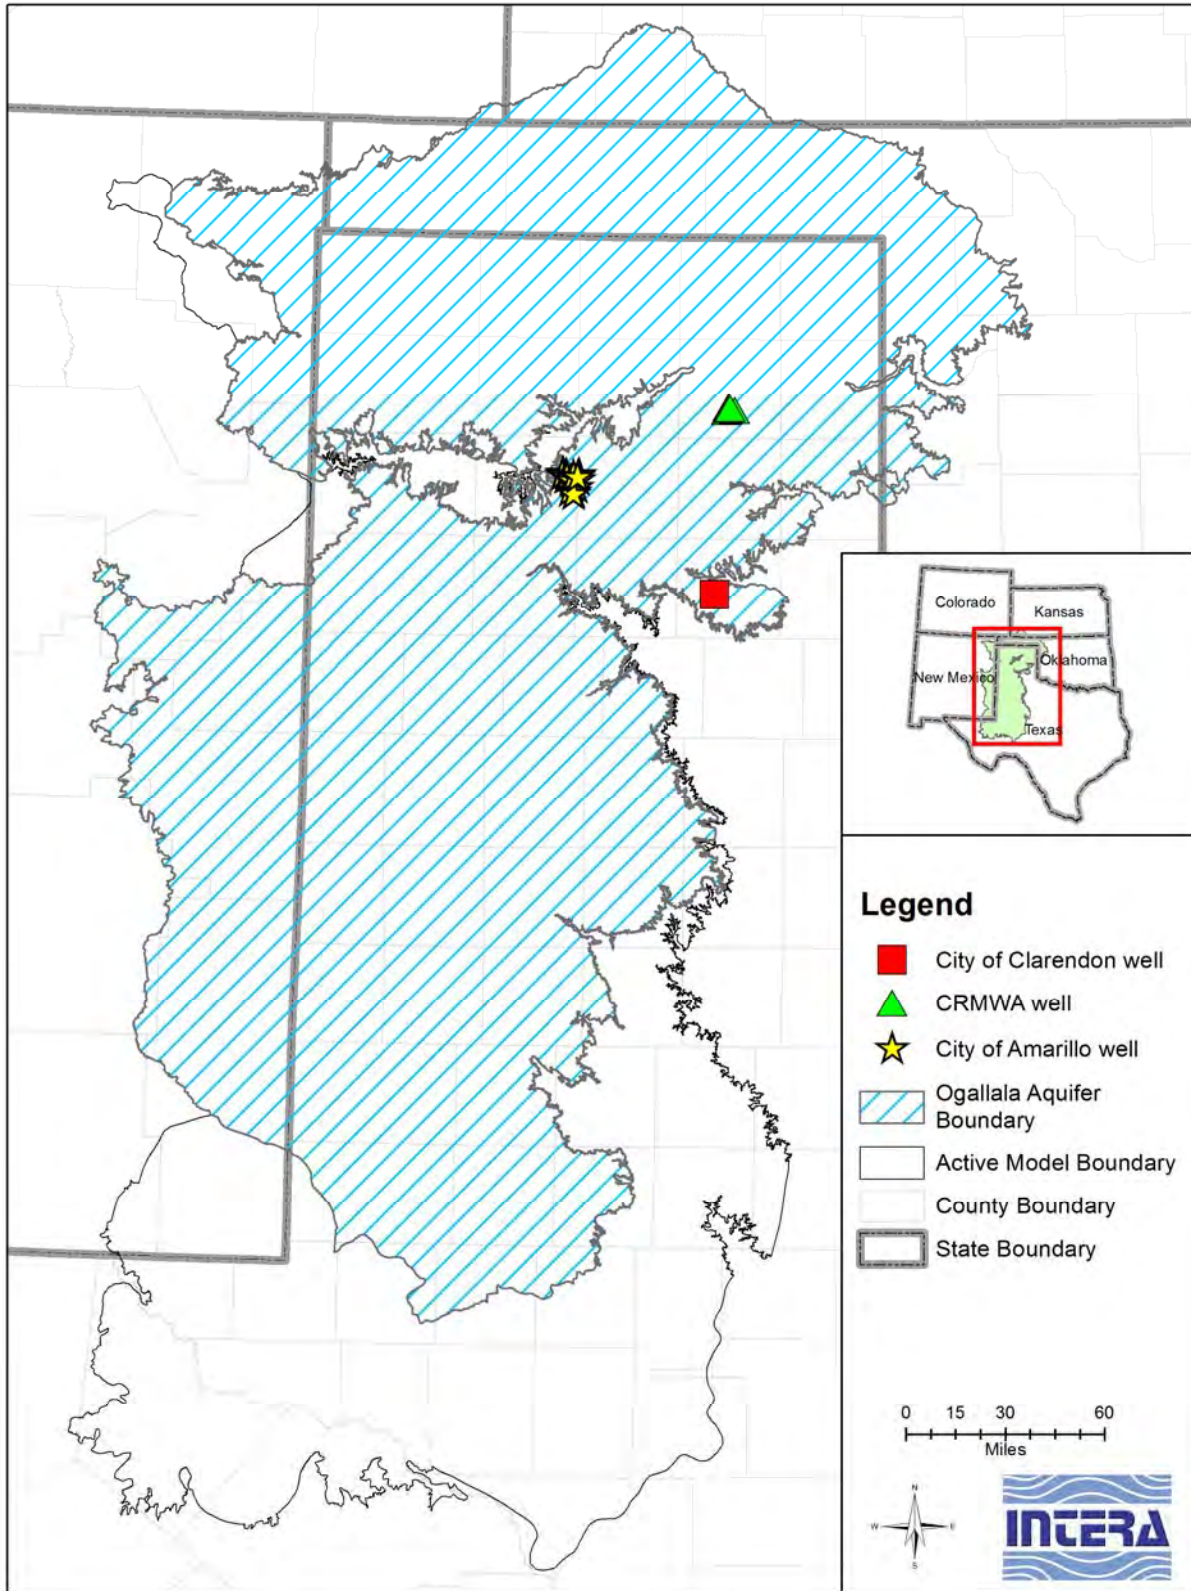 Colorado
Kansas
New Mexico
Oklahoma
Texas
Legend
City of Clarendon well
CRMWA well
City of Amarillo well
Ogallala Aquifer
Boundary
Active Model Boundary
County Boundary
State Boundary
0 15 30 60
Miles
N
W E
S
INTERA